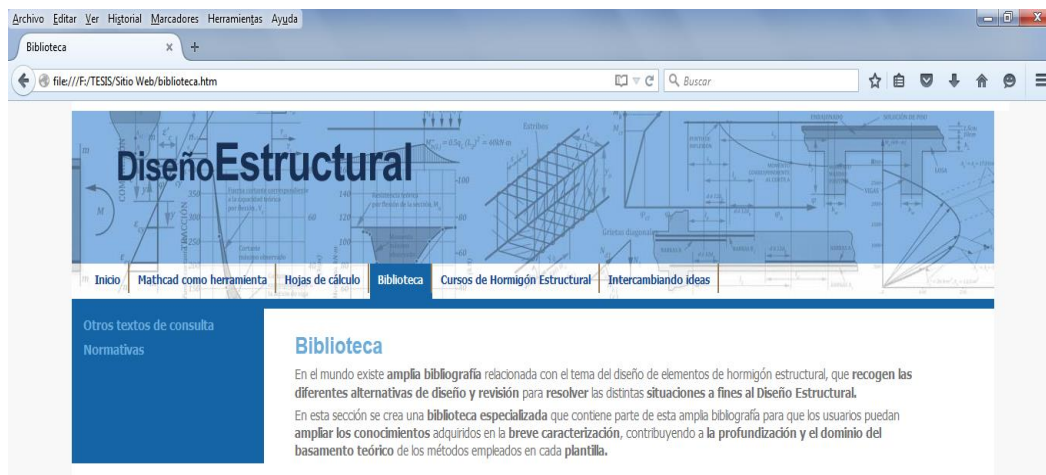 Archivo Editar Ver Historial Marcadores Herramientas Ayuda
Biblioteca
file:///F:/TESIS/Sitio Web/biblioteca.htm
Buscar
DiseñoEstructural
Inicio
Mathcad como herramienta
Hojas de cálculo
Biblioteca
Cursos de Hormigón Estructural
Intercambiando ideas
Otros textos de consulta
Normativas
Biblioteca
En el mundo existe amplia bibliografía relacionada con el tema del diseño de elementos de hormigón estructural, que recogen las
diferentes alternativas de diseño y revisión para resolver las distintas situaciones a fines al Diseño Estructural.
En esta sección se crea una biblioteca especializada que contiene parte de esta amplia bibliografía para que los usuarios puedan
ampliar los conocimientos adquiridos en la breve caracterización, contribuyendo a la profundización y el dominio del
basamento teórico de los métodos empleados en cada plantilla.